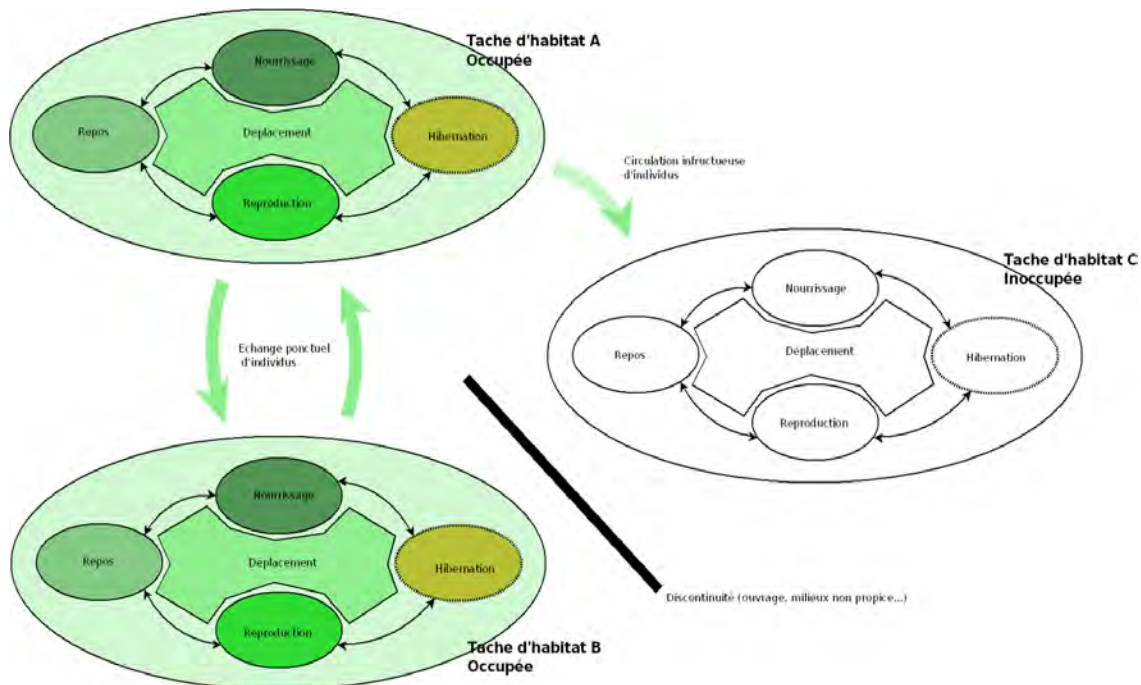 Tache d'habitat A
Occupée
Nourrissage
Repos
Déplacement
Hibernation
Reproduction
Circulation infructueuse
d'individus
Tache d'habitat C
Inoccupée
Nourrissage
Repos
Déplacement
Hibernation
Reproduction
Echange ponctuel
d'individus
Nourrissage
Repos
Déplacement
Hibernation
Reproduction
Tache d'habitat B
Occupée
Discontinuité (ouvrage, milieux non propice...)